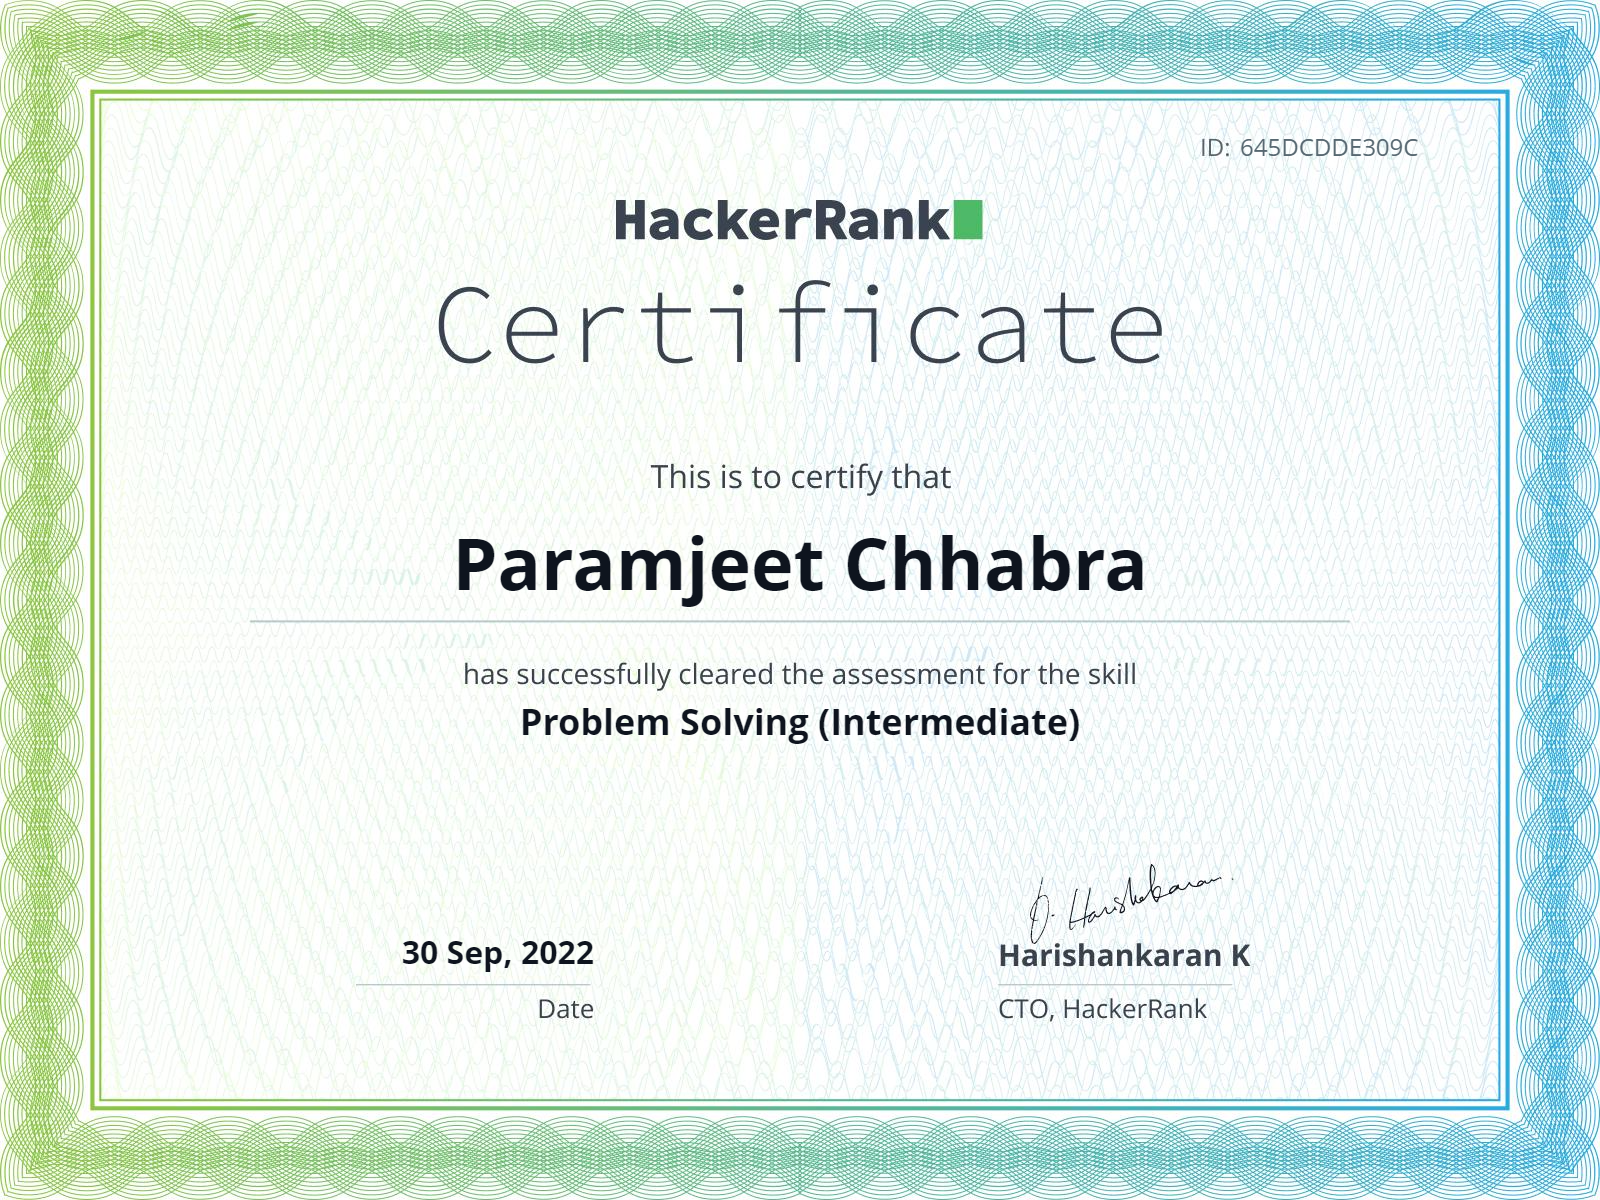 ID: 645DCDDE309C
HackerRank
Certificate
This is to certify that
Paramjeet Chhabra
has successfully cleared the assessment for the skill
Problem Solving (Intermediate)
J. Harishankaran
30 Sep, 2022
Harishankaran K
Date
CTO, HackerRank